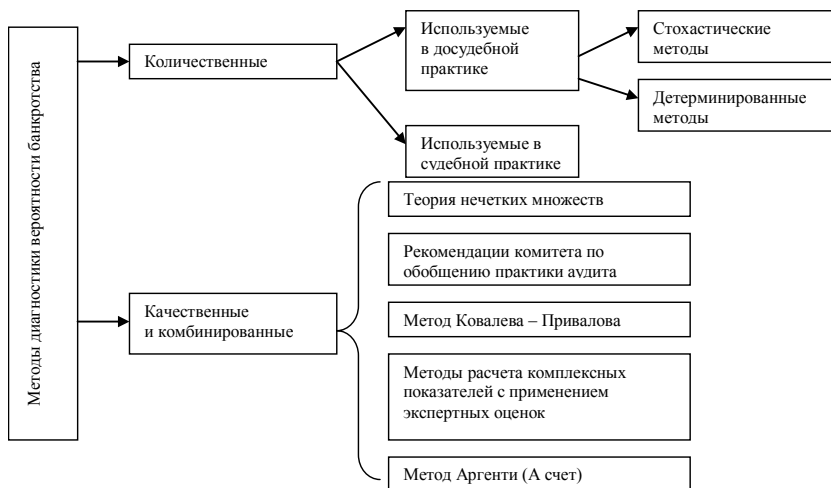 Методы диагностики вероятности банкротства
Количественные
Используемые
в досудебной
практике
Стохастические
методы
Детерминированные
методы
Используемые в
судебной практике
Качественные
и комбинированные
Теория нечетких множеств
Рекомендации комитета по
обобщению практики аудита
Метод Ковалева – Привалова
Методы расчета комплексных
показателей с применением
экспертных оценок
Метод Аргенти (А счет)